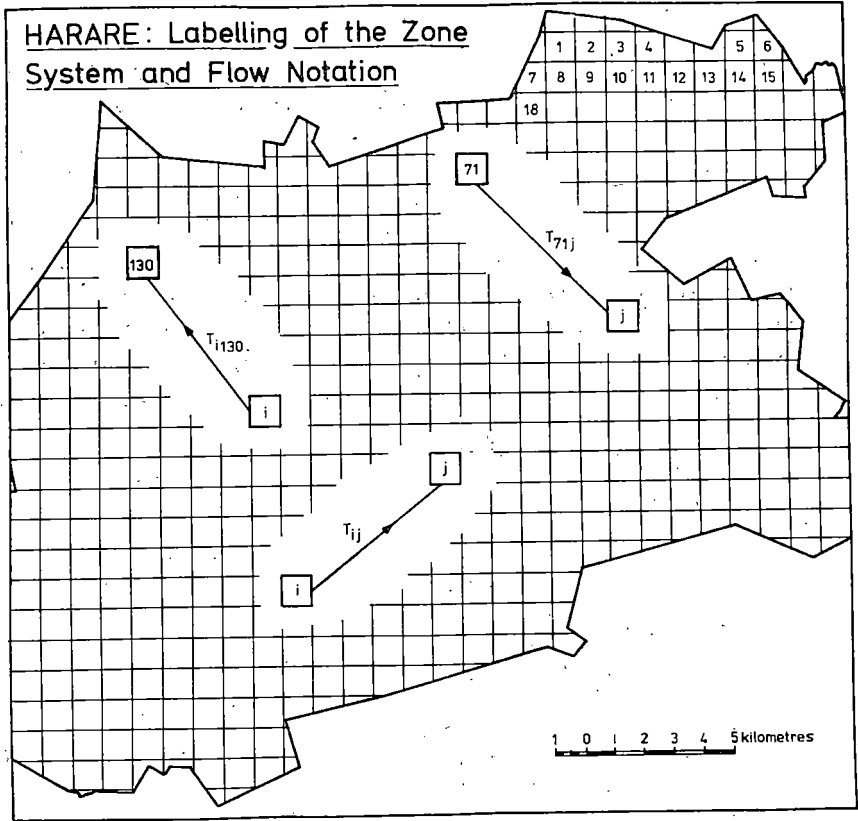 HARARE: Labelling of the Zone
System and Flow Notation
1 2 3 4 5 6
7 8 9 10 11 12 13 14 15
18
71
T71j
130
j
Ti130.
i
j
Tij
i
1 0 1 2 3 4 5 kilometres